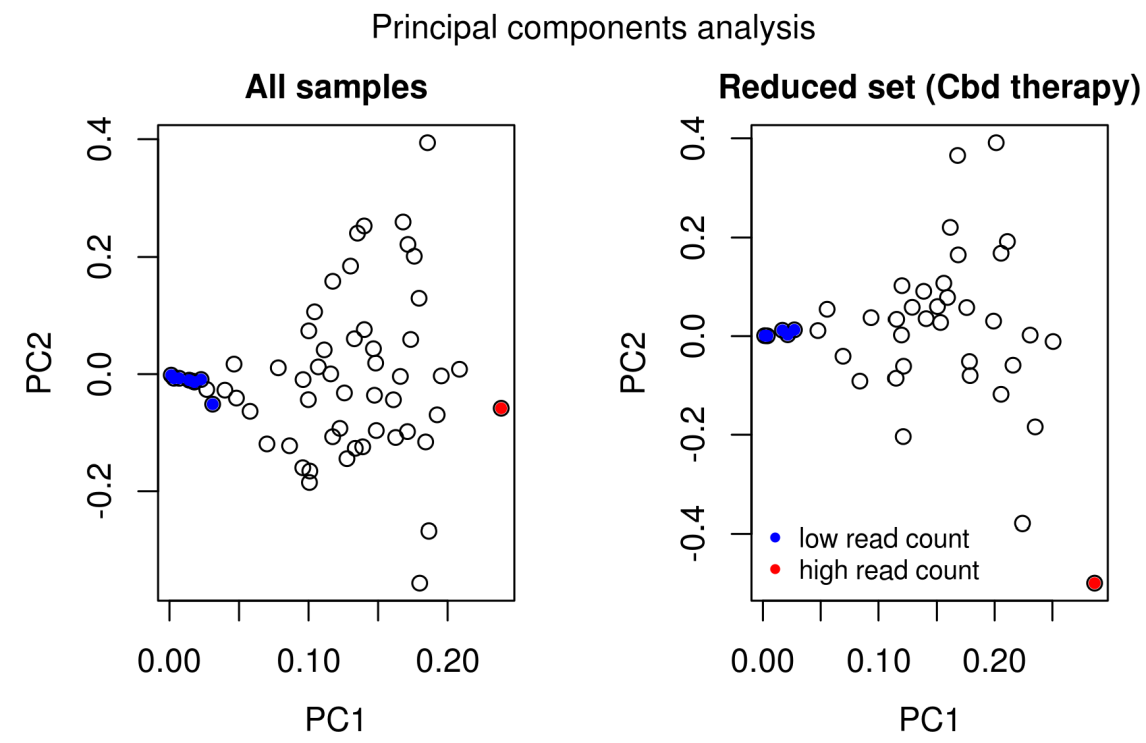 Principal components analysis
All samples
0.4
0.2
0.0
-0.2
PC2
0.00 0.10 0.20
PC1
Reduced set (Cbd therapy)
0.4
0.2
0.0
-0.2
-0.4
PC2
low read count
high read count
0.00 0.10 0.20
PC1